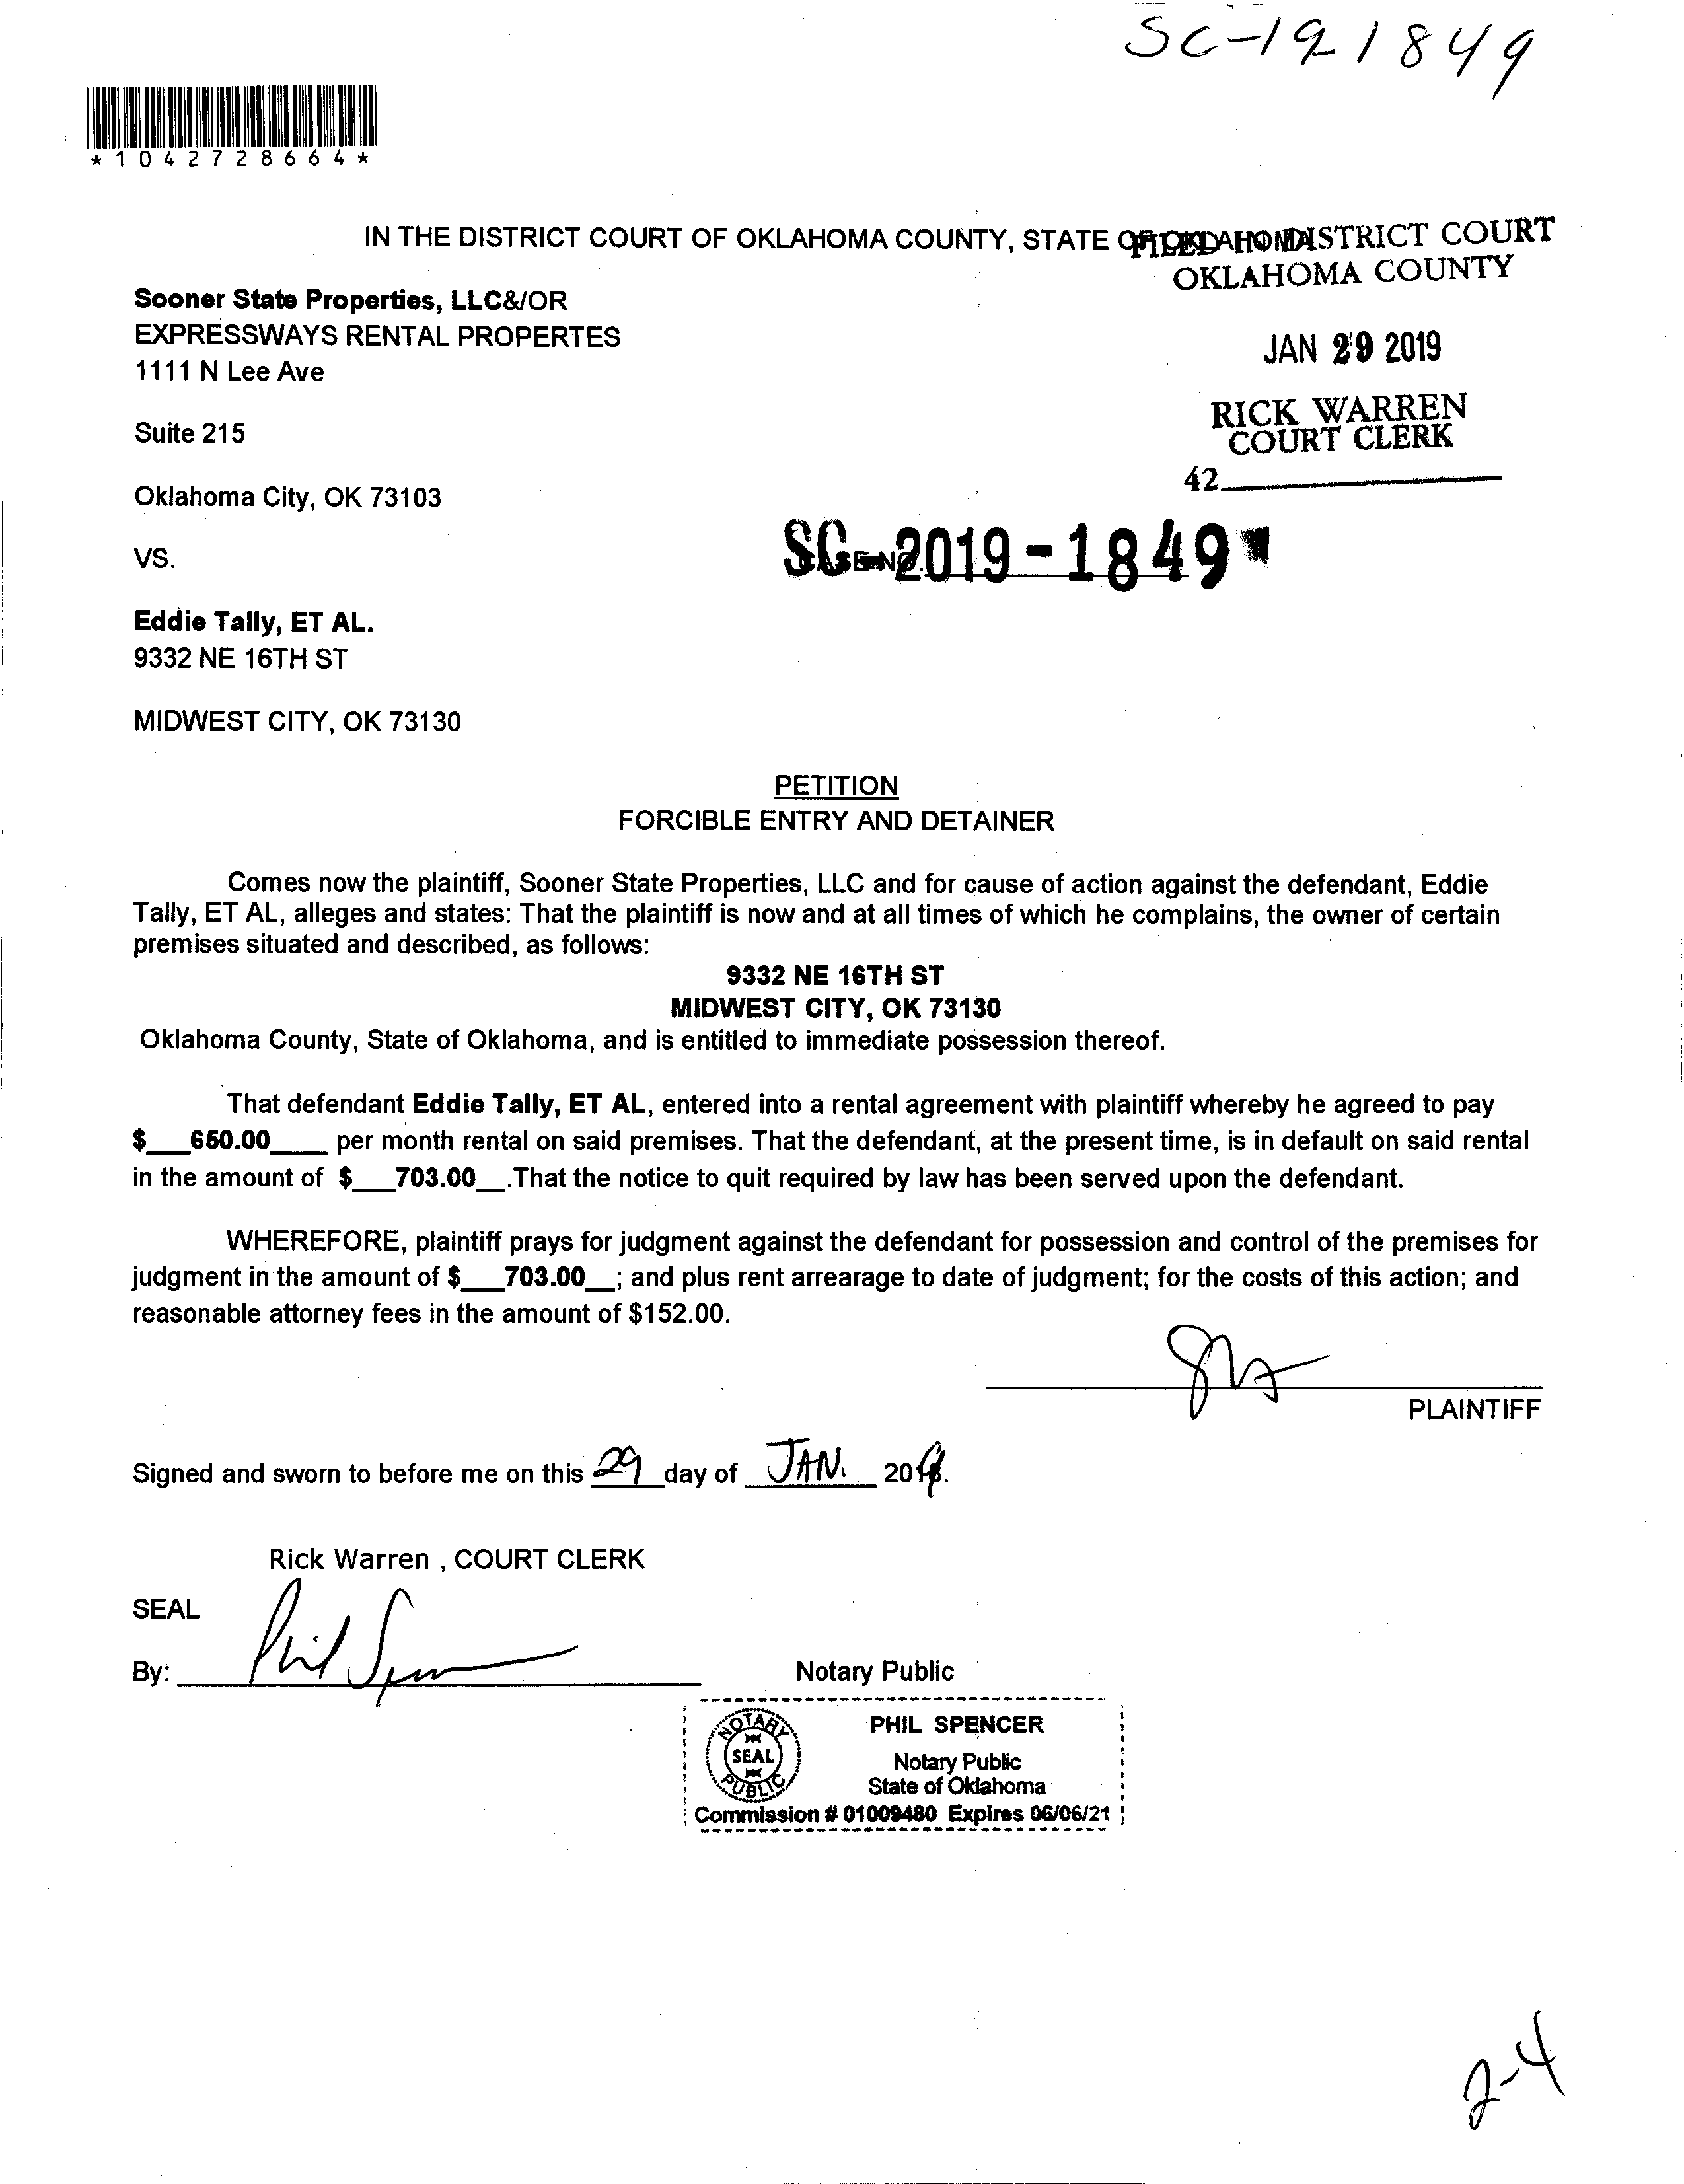 SC-19 1849
*1042728664*
IN THE DISTRICT COURT OF OKLAHOMA COUNTY, STATE OF OKLAHOMA
FILED IN DISTRICT COURT
OKLAHOMA COUNTY
Sooner State Properties, LLC&/OR
EXPRESSWAYS RENTAL PROPERTES
JAN 29 2019
1111 N Lee Ave
RICK WARREN
COURT CLERK
Suite 215
42
Oklahoma City, OK 73103
CASE NO.
SC-2019-1849
VS.
Eddie Tally, ET AL.
9332 NE 16TH ST
MIDWEST CITY, OK 73130
PETITION
FORCIBLE ENTRY AND DETAINER
Comes now the plaintiff, Sooner State Properties, LLC and for cause of action against the defendant, Eddie
Tally, ET AL, alleges and states: That the plaintiff is now and at all times of which he complains, the owner of certain
premises situated and described, as follows:
9332 NE 16TH ST
MIDWEST CITY, OK 73130
Oklahoma County, State of Oklahoma, and is entitled to immediate possession thereof.
That defendant Eddie Tally, ET AL, entered into a rental agreement with plaintiff whereby he agreed to pay
$___650.00____ per month rental on said premises. That the defendant, at the present time, is in default on said rental
in the amount of $___703.00__.That the notice to quit required by law has been served upon the defendant.
WHEREFORE, plaintiff prays for judgment against the defendant for possession and control of the premises for
judgment in the amount of $___703.00__; and plus rent arrearage to date of judgment; for the costs of this action; and
reasonable attorney fees in the amount of $152.00.
PLAINTIFF
Signed and sworn to before me on this 29 day of JAN. 2019.
Rick Warren , COURT CLERK
SEAL
By: Phil Spencer
Notary Public
NOTARY SEAL PUBLIC
PHIL SPENCER
Notary Public
State of Oklahoma
Commission # 01009480 Expires 06/06/21
2-4